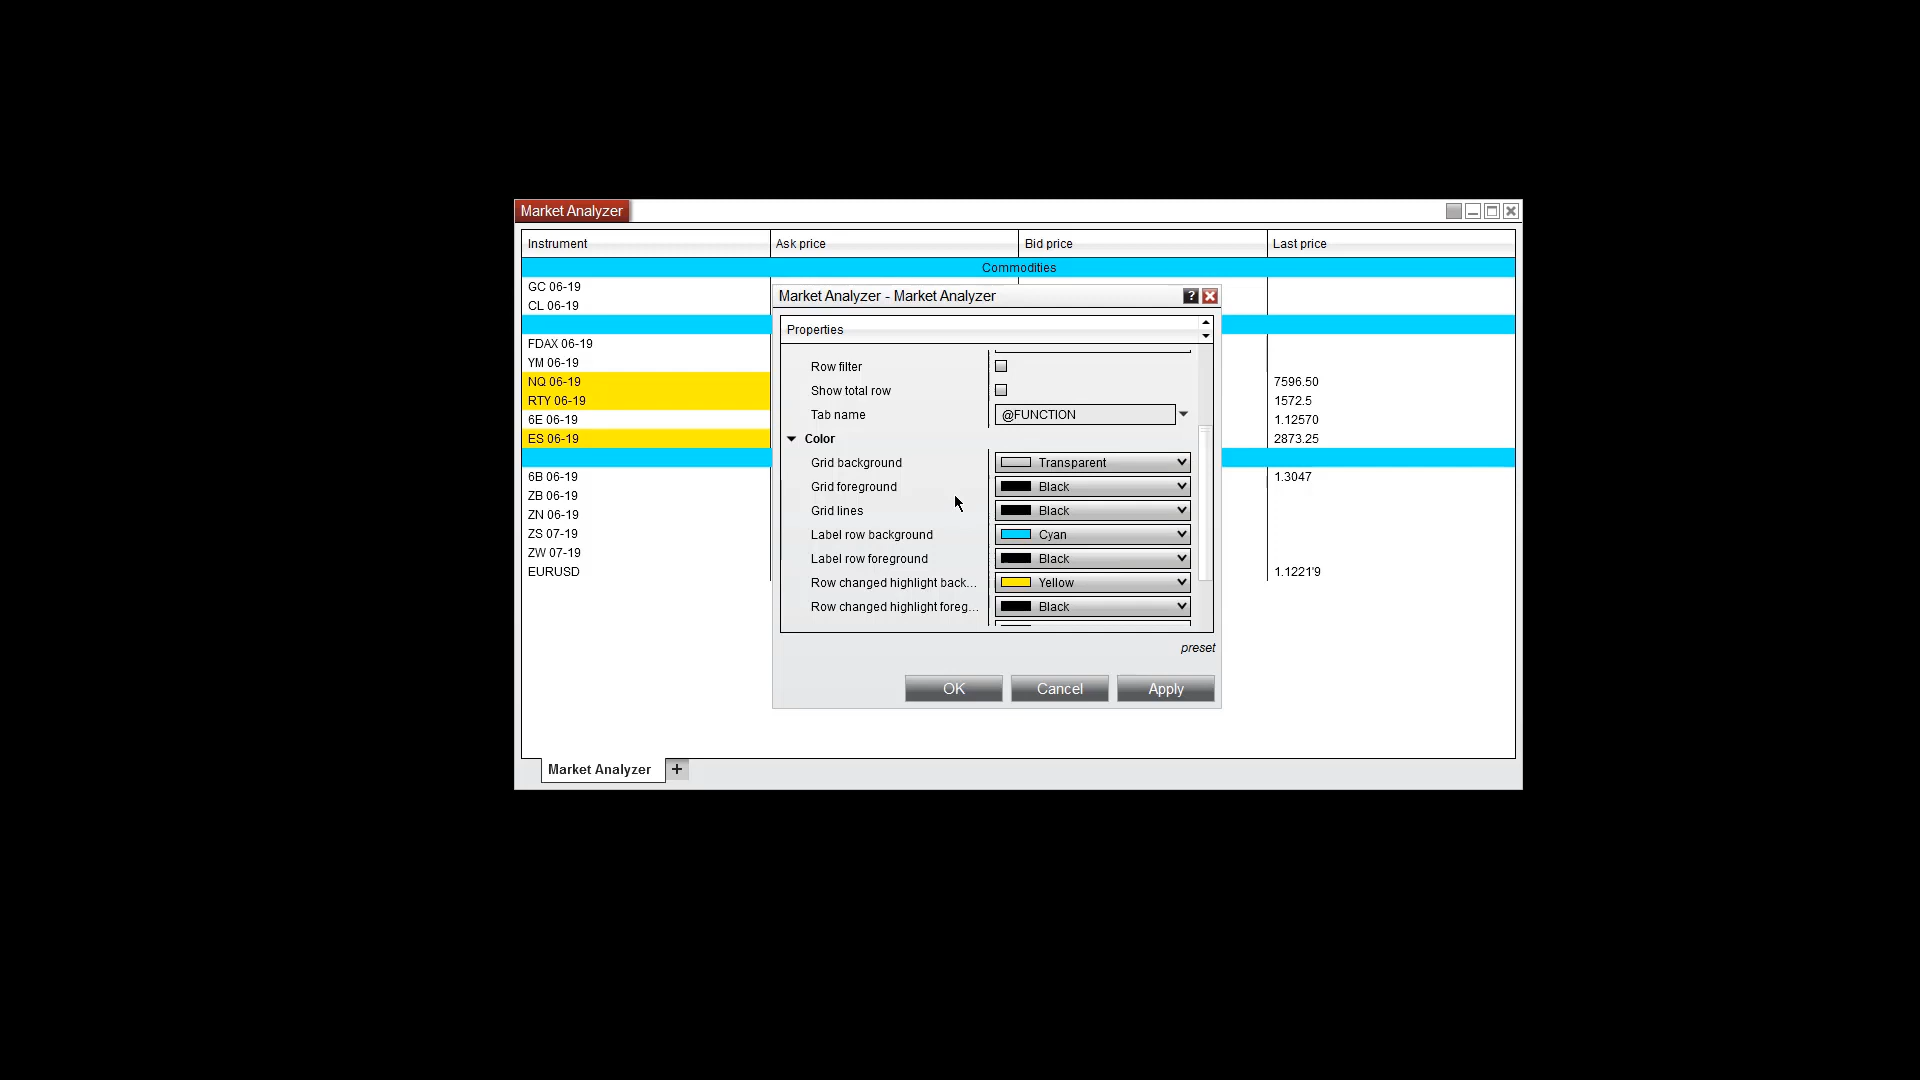 Market Analyzer
Instrument Ask price Bid price Last price
Commodities
GC 06-19
CL 06-19
FDAX 06-19
YM 06-19
NQ 06-19 7596.50
RTY 06-19 1572.5
6E 06-19 1.12570
ES 06-19 2873.25
6B 06-19 1.3047
ZB 06-19
ZN 06-19
ZS 07-19
ZW 07-19
EURUSD 1.1221'9
Market Analyzer - Market Analyzer ?
Properties
Row filter
Show total row
Tab name @FUNCTION
Color
Grid background Transparent
Grid foreground Black
Grid lines Black
Label row background Cyan
Label row foreground Black
Row changed highlight back... Yellow
Row changed highlight foreg... Black
preset
OK Cancel Apply
Market Analyzer +